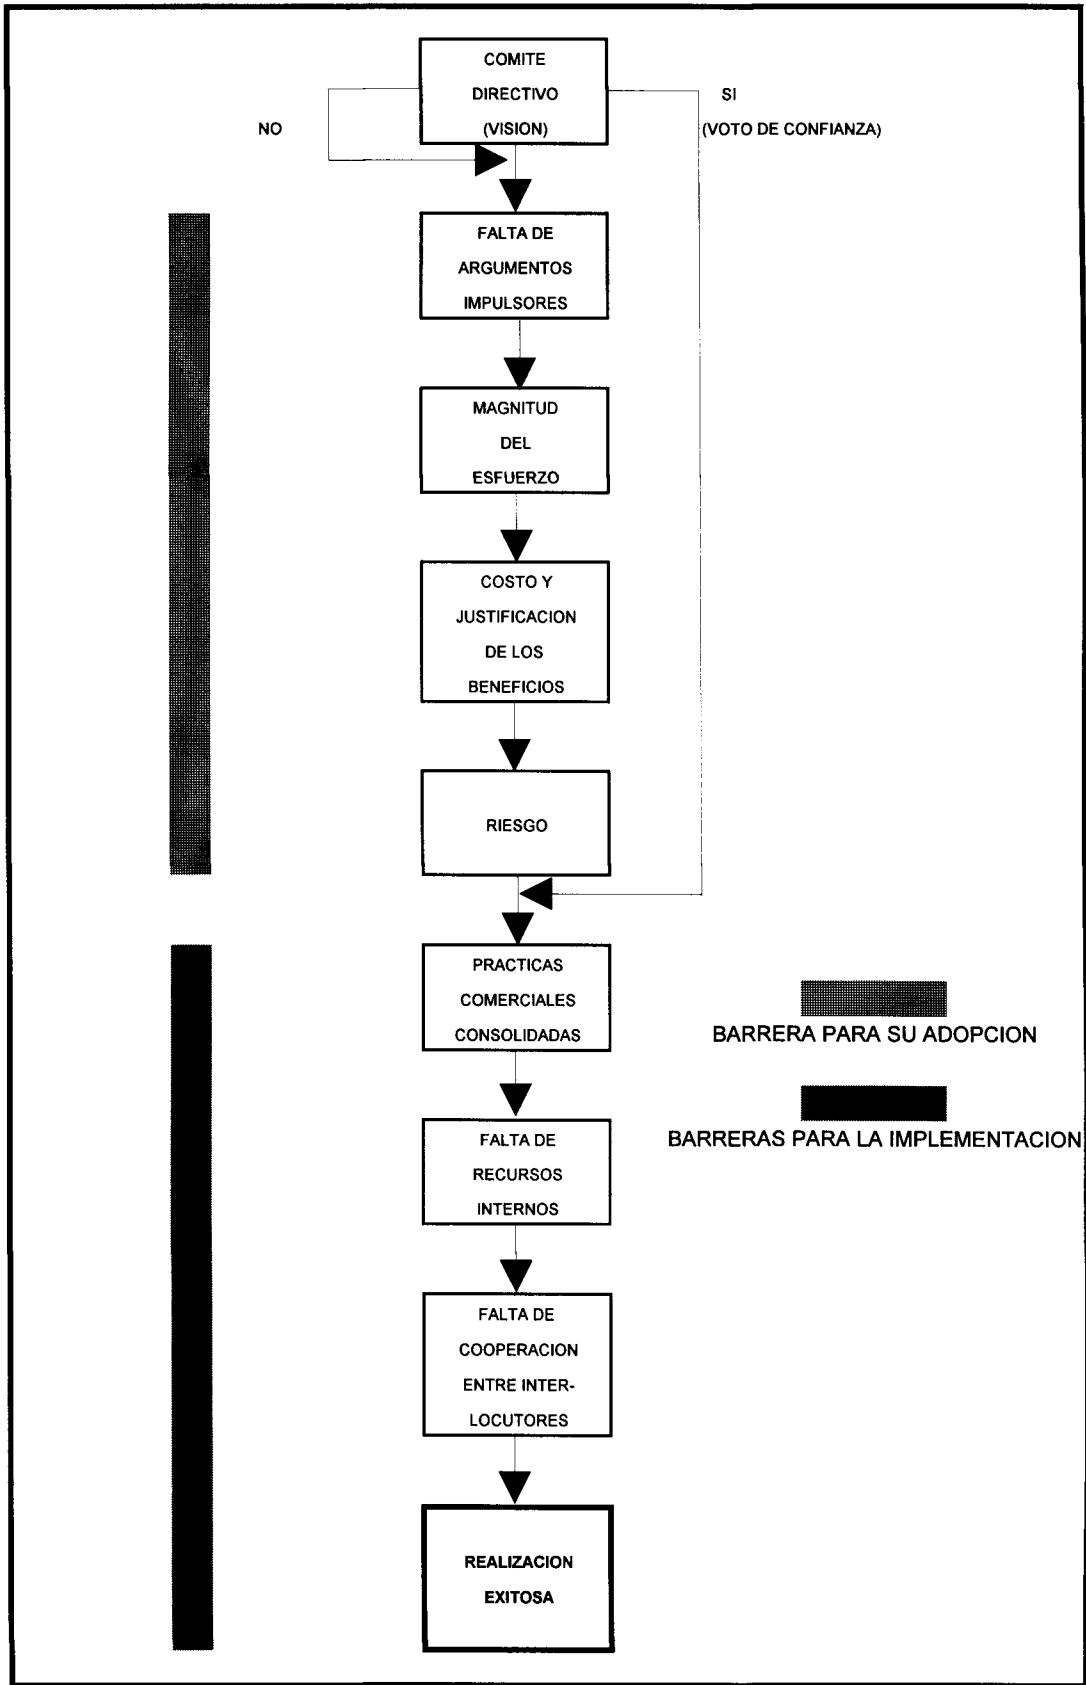 COMITE
DIRECTIVO
(VISION)
NO
SI
(VOTO DE CONFIANZA)
FALTA DE
ARGUMENTOS
IMPULSORES
MAGNITUD
DEL
ESFUERZO
COSTO Y
JUSTIFICACION
DE LOS
BENEFICIOS
RIESGO
PRACTICAS
COMERCIALES
CONSOLIDADAS
BARRERA PARA SU ADOPCION
BARRERAS PARA LA IMPLEMENTACION
FALTA DE
RECURSOS
INTERNOS
FALTA DE
COOPERACION
ENTRE INTER-
LOCUTORES
REALIZACION
EXITOSA